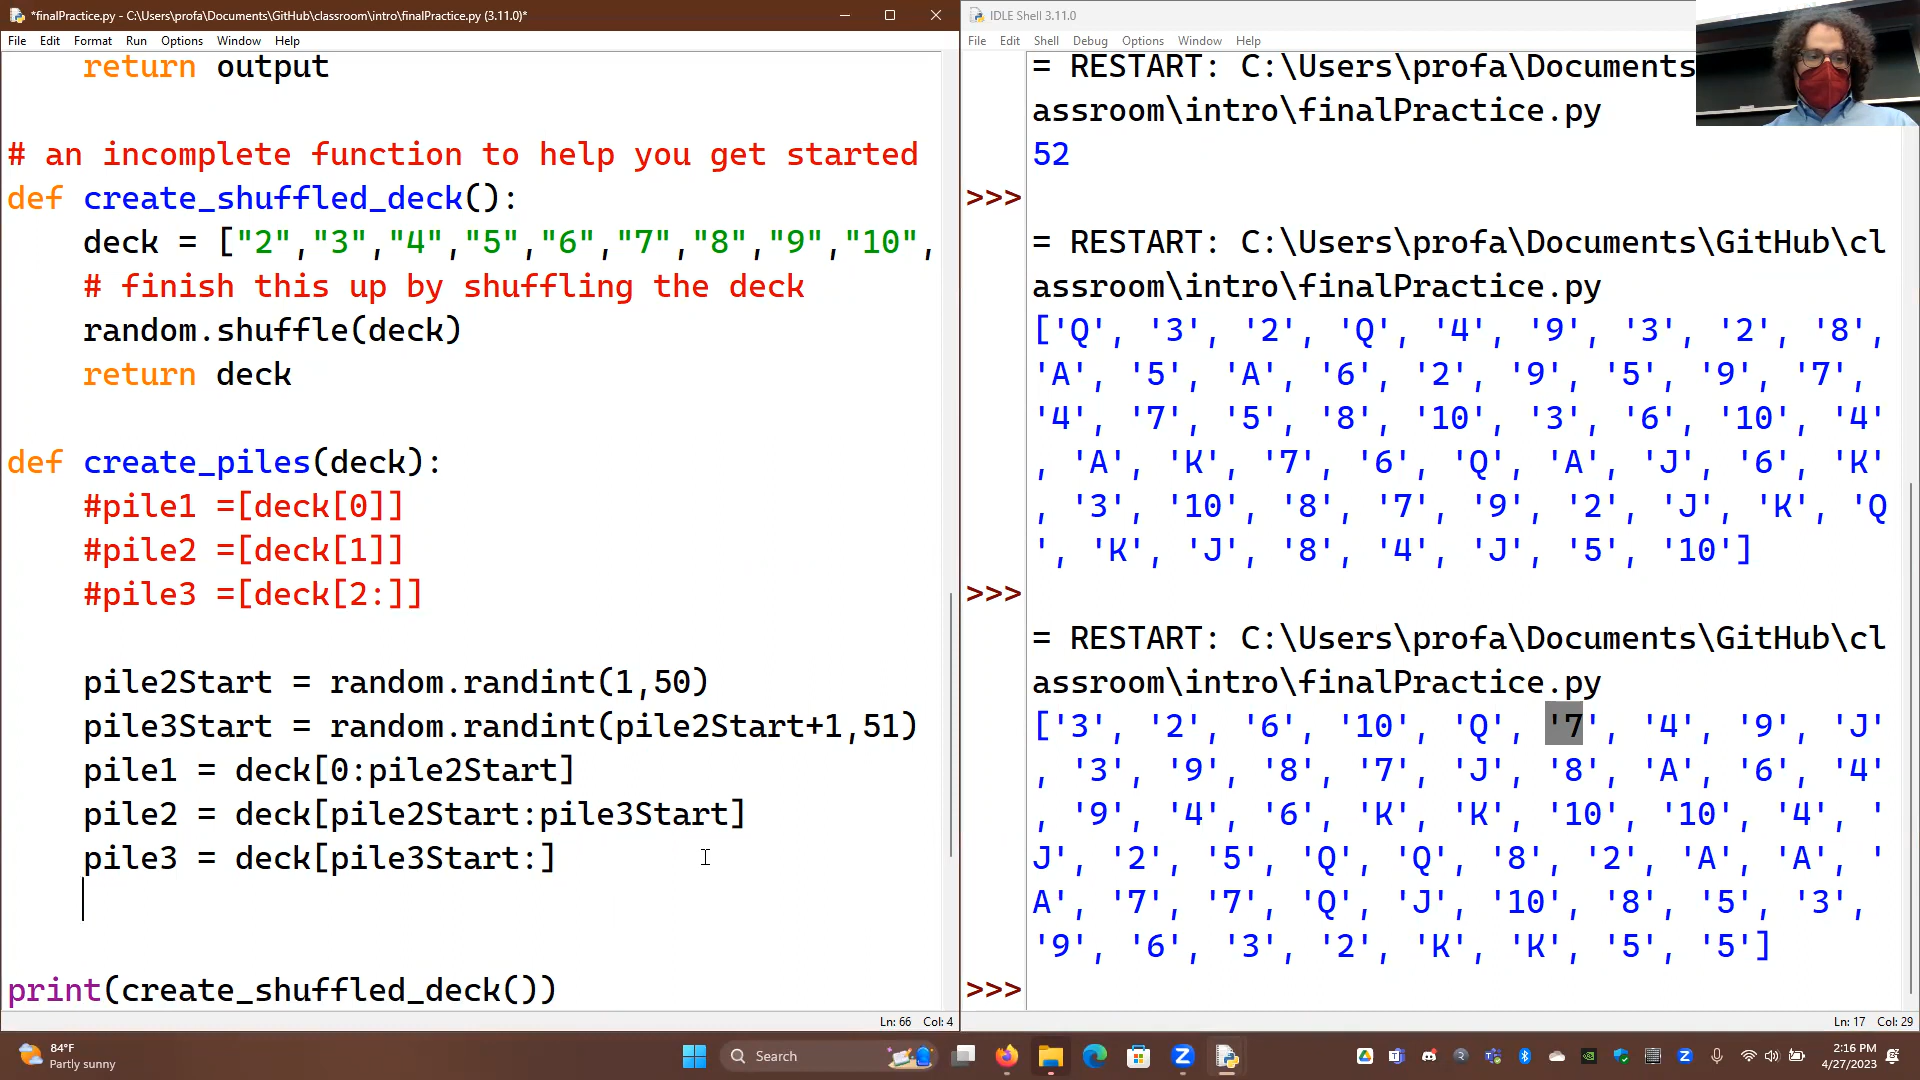 *finalPractice.py - C:\Users\profa\Documents\GitHub\classroom\intro\finalPractice.py (3.11.0)*
File Edit Format Run Options Window Help
return output
# an incomplete function to help you get started
def create_shuffled_deck():
deck = ["2","3","4","5","6","7","8","9","10",
# finish this up by shuffling the deck
random.shuffle(deck)
return deck
def create_piles(deck):
#pile1 =[deck[0]]
#pile2 =[deck[1]]
#pile3 =[deck[2:]]
pile2Start = random.randint(1,50)
pile3Start = random.randint(pile2Start+1,51)
pile1 = deck[0:pile2Start]
pile2 = deck[pile2Start:pile3Start]
pile3 = deck[pile3Start:]
print(create_shuffled_deck())
Ln: 66 Col: 4
IDLE Shell 3.11.0
File Edit Shell Debug Options Window Help
= RESTART: C:\Users\profa\Documents
assroom\intro\finalPractice.py
52
>>>
= RESTART: C:\Users\profa\Documents\GitHub\cl
assroom\intro\finalPractice.py
['Q', '3', '2', 'Q', '4', '9', '3', '2', '8',
'A', '5', 'A', '6', '2', '9', '5', '9', '7',
'4', '7', '5', '8', '10', '3', '6', '10', '4'
, 'A', 'K', '7', '6', 'Q', 'A', 'J', '6', 'K'
, '3', '10', '8', '7', '9', '2', 'J', 'K', 'Q
', 'K', 'J', '8', '4', 'J', '5', '10']
>>>
= RESTART: C:\Users\profa\Documents\GitHub\cl
assroom\intro\finalPractice.py
['3', '2', '6', '10', 'Q', '7', '4', '9', 'J'
, '3', '9', '8', '7', 'J', '8', 'A', '6', '4'
, '9', '4', '6', 'K', 'K', '10', '10', '4', '
J', '2', '5', 'Q', 'Q', '8', '2', 'A', 'A', '
A', '7', '7', 'Q', 'J', '10', '8', '5', '3',
'9', '6', '3', '2', 'K', 'K', '5', '5']
>>>
Ln: 17 Col: 29
84°F
Partly sunny
Search
2:16 PM
4/27/2023